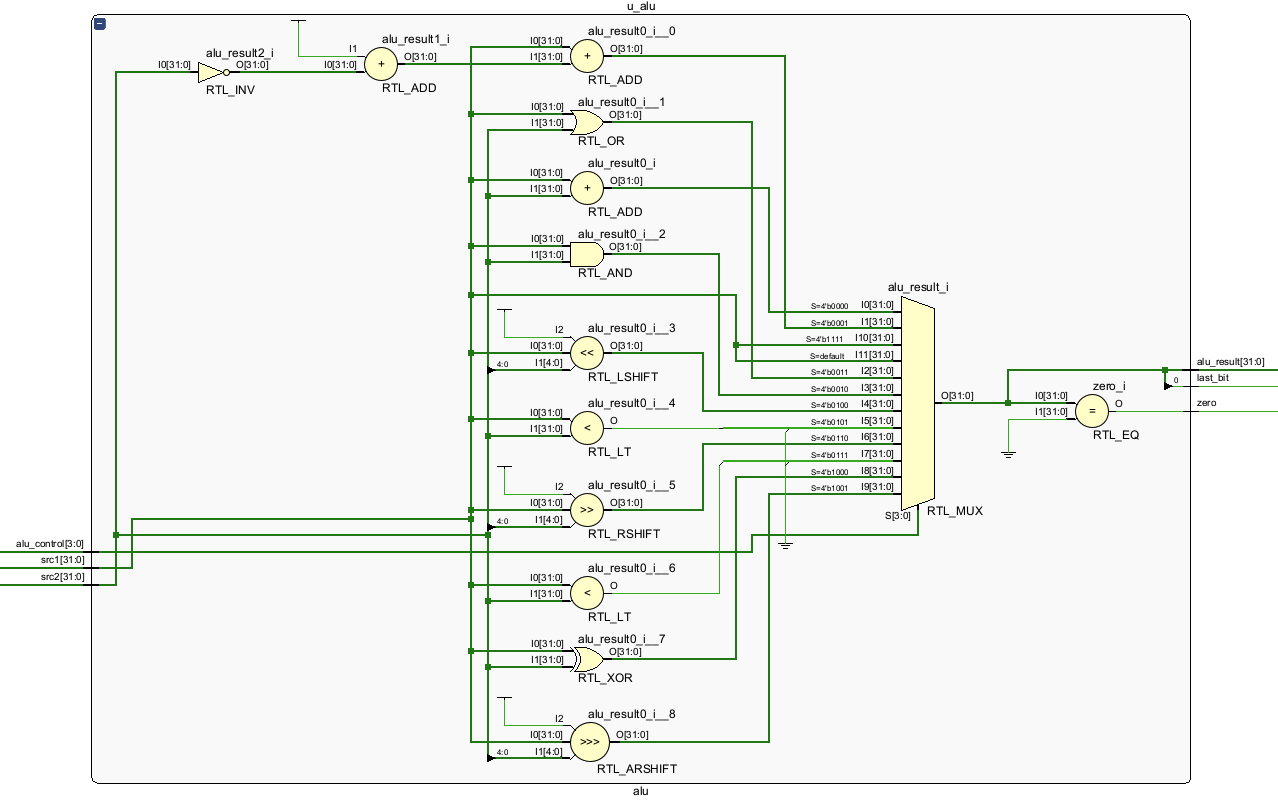 u_alu
alu_result2_i
I0[31:0]
O[31:0]
RTL_INV
alu_result1_i
I1
I0[31:0]
O[31:0]
RTL_ADD
alu_result0_i__0
I0[31:0]
I1[31:0]
O[31:0]
RTL_ADD
alu_result0_i__1
I0[31:0]
I1[31:0]
O[31:0]
RTL_OR
alu_result0_i
I0[31:0]
I1[31:0]
O[31:0]
RTL_ADD
alu_result0_i__2
I0[31:0]
I1[31:0]
O[31:0]
RTL_AND
alu_result0_i__3
I2
I0[31:0]
4:0
I1[4:0]
O[31:0]
RTL_LSHIFT
alu_result0_i__4
I0[31:0]
I1[31:0]
O
RTL_LT
alu_result0_i__5
I2
I0[31:0]
4:0
I1[4:0]
O[31:0]
RTL_RSHIFT
alu_result0_i__6
I0[31:0]
I1[31:0]
O
RTL_LT
alu_result0_i__7
I0[31:0]
I1[31:0]
O[31:0]
RTL_XOR
alu_result0_i__8
I2
I0[31:0]
4:0
I1[4:0]
O[31:0]
RTL_ARSHIFT
alu_result_i
S=4'b0000 I0[31:0]
S=4'b0001 I1[31:0]
S=4'b1111 I10[31:0]
S=default I11[31:0]
S=4'b0011 I2[31:0]
S=4'b0010 I3[31:0]
S=4'b0100 I4[31:0]
S=4'b0101 I5[31:0]
S=4'b0110 I6[31:0]
S=4'b0111 I7[31:0]
S=4'b1000 I8[31:0]
S=4'b1001 I9[31:0]
S[3:0]
RTL_MUX
O[31:0]
zero_i
I0[31:0]
I1[31:0]
O
RTL_EQ
alu_result[31:0]
0
last_bit
zero
alu_control[3:0]
src1[31:0]
src2[31:0]
+
+
+
<<
<
>>
<
>>>
=
alu